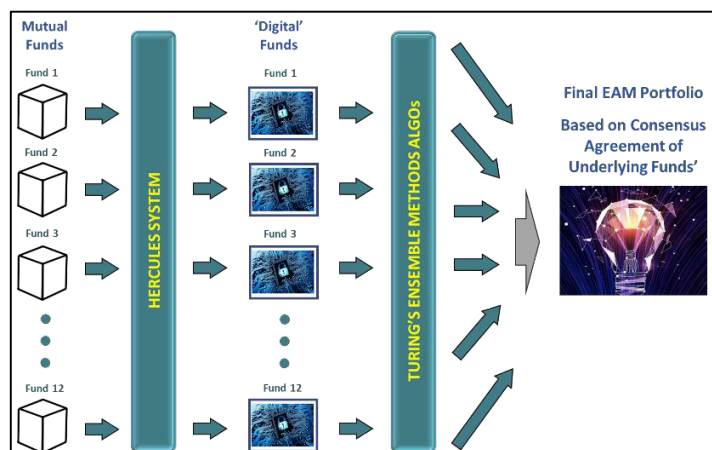 Mutual
Funds
Fund 1
Fund 2
Fund 3
Fund 12
HERCULES SYSTEM
‘Digital’
Funds
Fund 1
Fund 2
Fund 3
Fund 12
TURING’S ENSEMBLE METHODS ALGOs
Final EAM Portfolio
Based on Consensus
Agreement of
Underlying Funds’